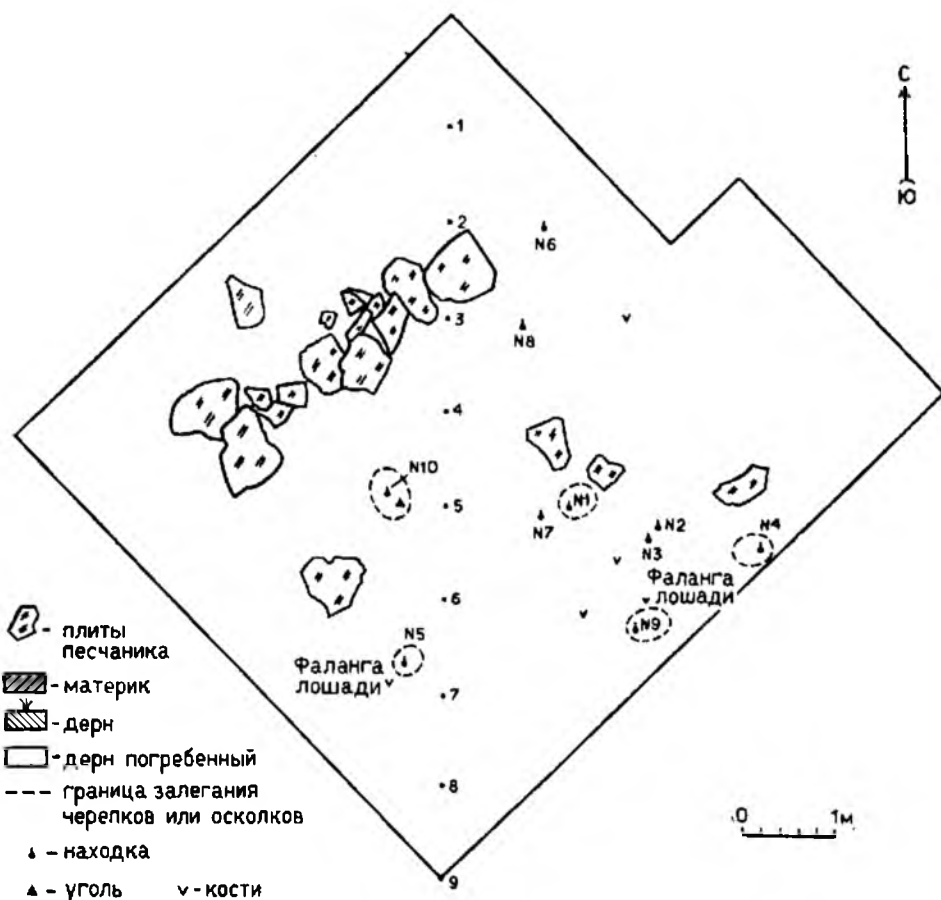 С
Ю
1
2
N6
3
N8
4
N10
5
N1
N7
N2
N3
N4
Фаланга
лошади
6
N9
N5
Фаланга
лошади
7
8
9
- плиты
песчаника
- материк
- дерн
- дерн погребенный
- граница залегания
черепков или осколков
- находка
- уголь
- кости
0 1м